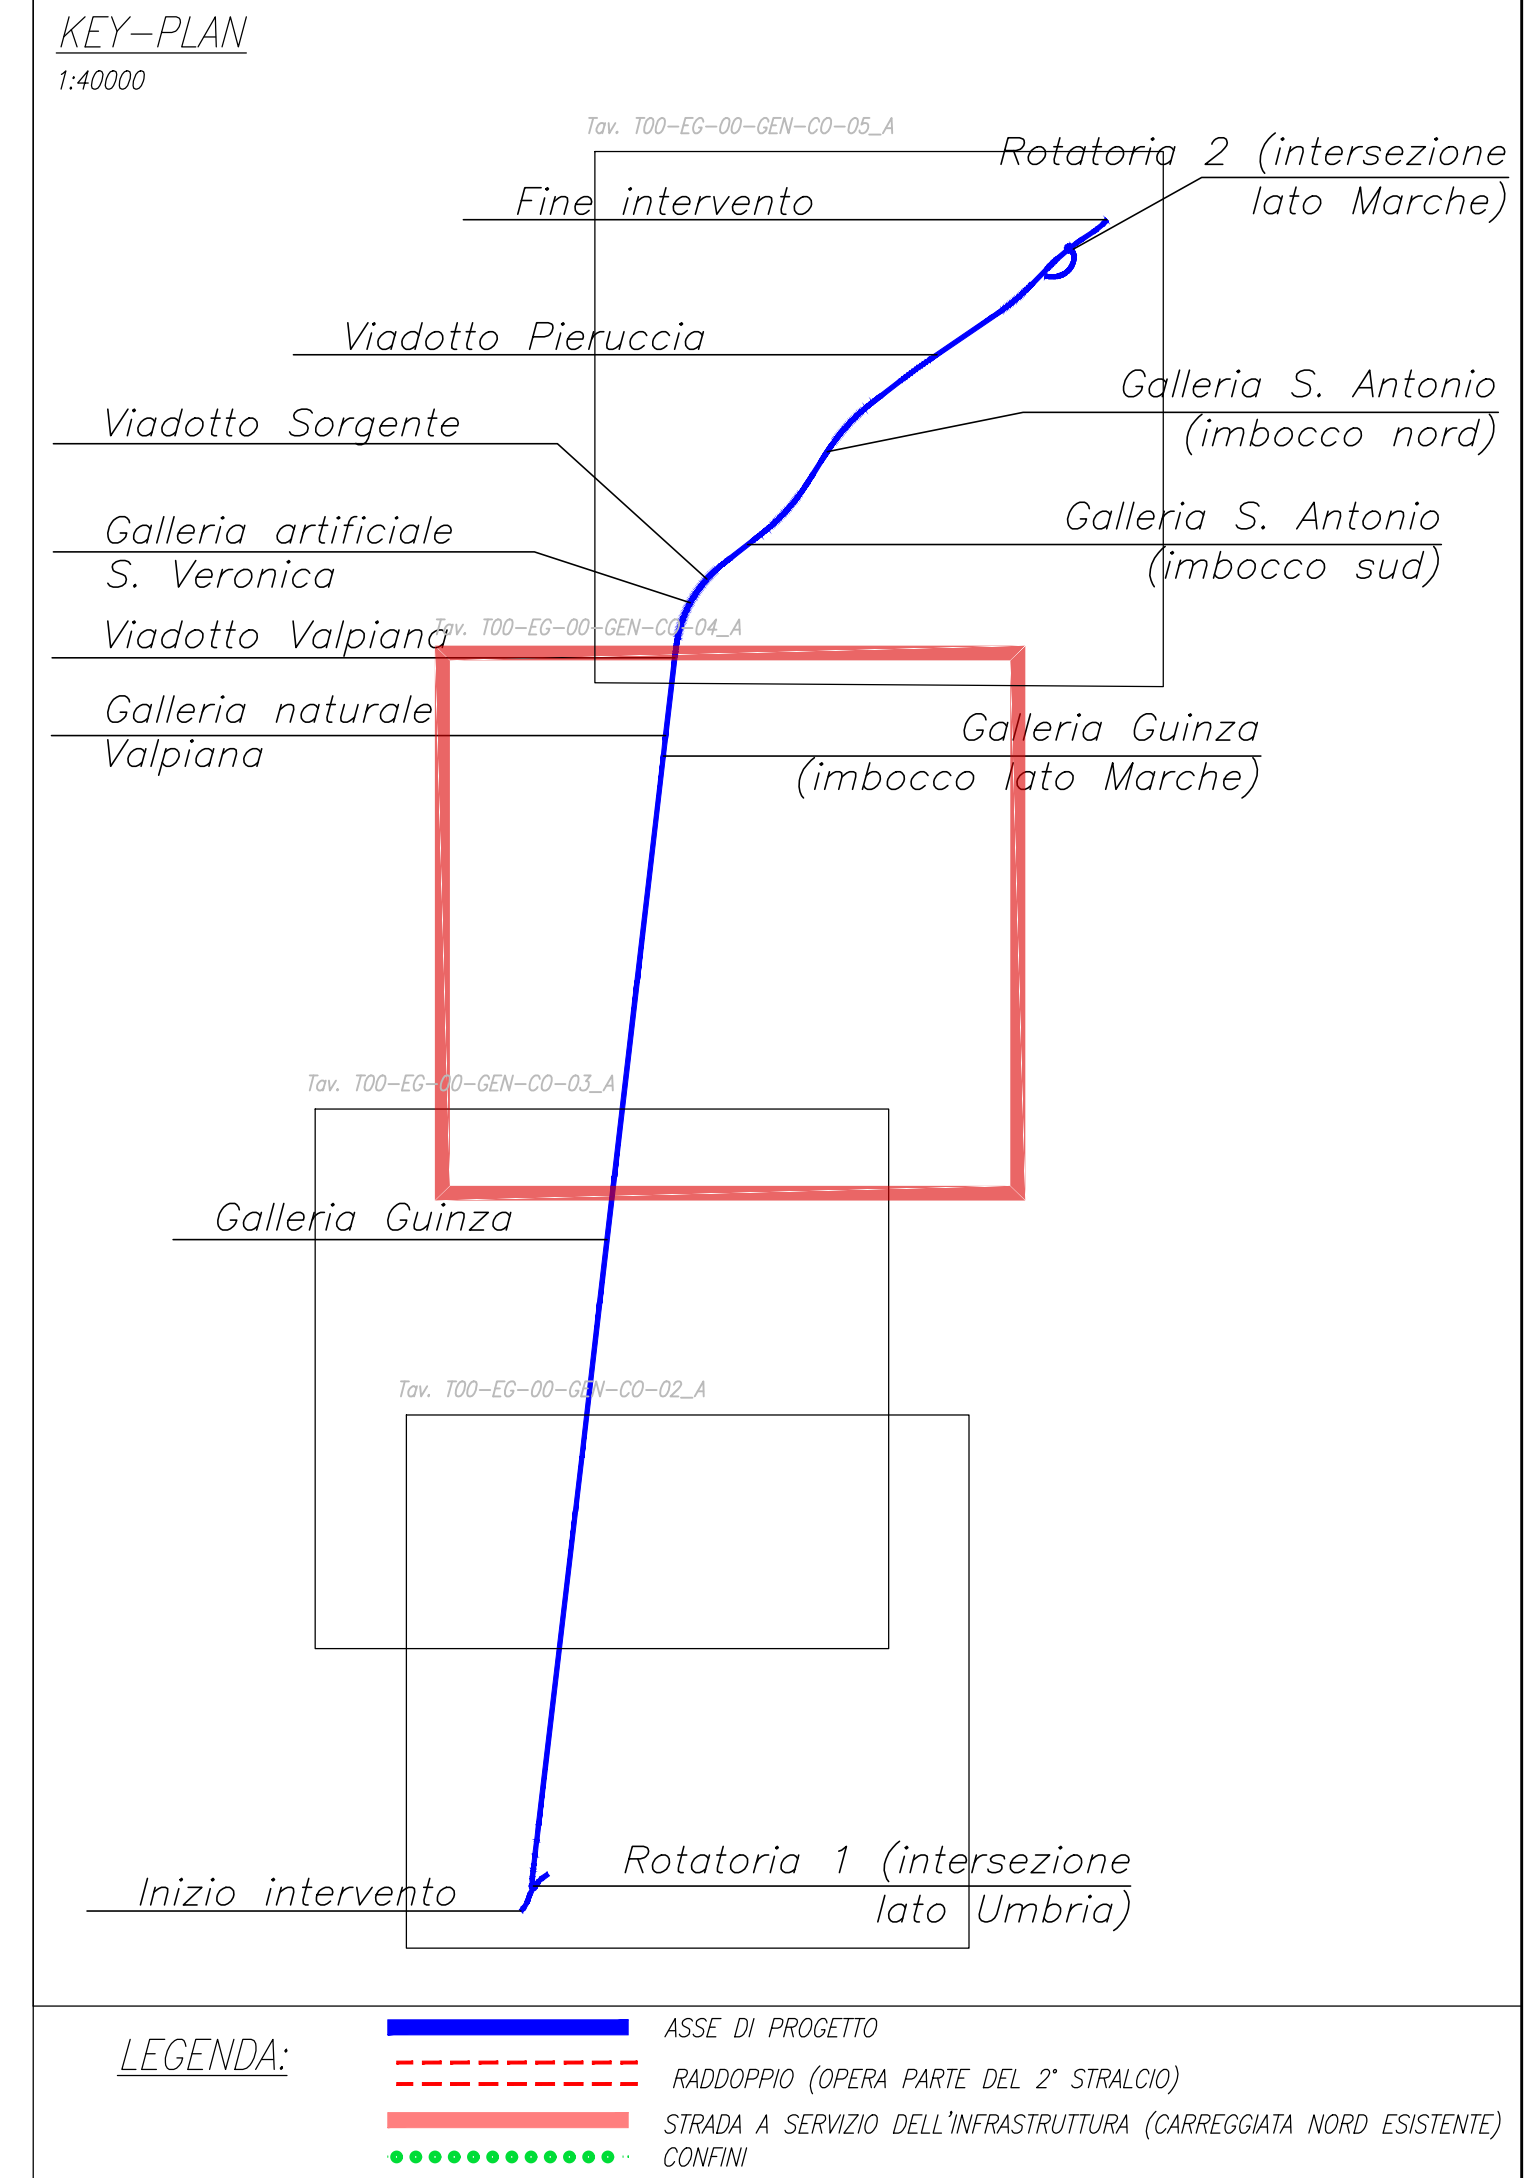 KEY-PLAN
1:40000
Tav. T00-EG-00-GEN-CO-05_A
Rotatoria 2 (intersezione
lato Marche)
Fine intervento
Viadotto Pieruccia
Galleria S. Antonio
(imbocco nord)
Viadotto Sorgente
Galleria S. Antonio
(imbocco sud)
Galleria artificiale
S. Veronica
Viadotto Valpiana
Tav. T00-EG-00-GEN-CO-04_A
Galleria naturale
Valpiana
Galleria Guinza
(imbocco lato Marche)
Tav. T00-EG-00-GEN-CO-03_A
Galleria Guinza
Tav. T00-EG-00-GEN-CO-02_A
Rotatoria 1 (intersezione
lato Umbria)
Inizio intervento
LEGENDA:
ASSE DI PROGETTO
RADDOPPIO (OPERA PARTE DEL 2° STRALCIO)
STRADA A SERVIZIO DELL'INFRASTRUTTURA (CARREGGIATA NORD ESISTENTE)
CONFINI